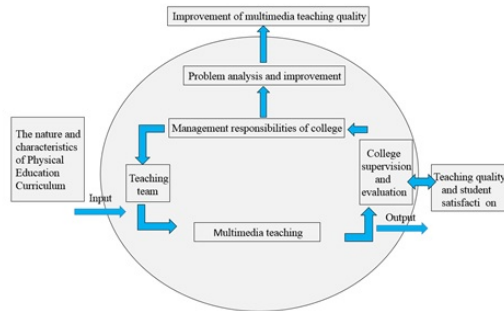 Improvement of multimedia teaching quality
Problem analysis and improvement
Management responsibilities of college
The nature and
characteristics
of Physical
Education
Curriculum
Teaching
team
College
supervision
and
evaluation
Teaching quality
and student
satisfacti on
Input
Output
Multimedia teaching